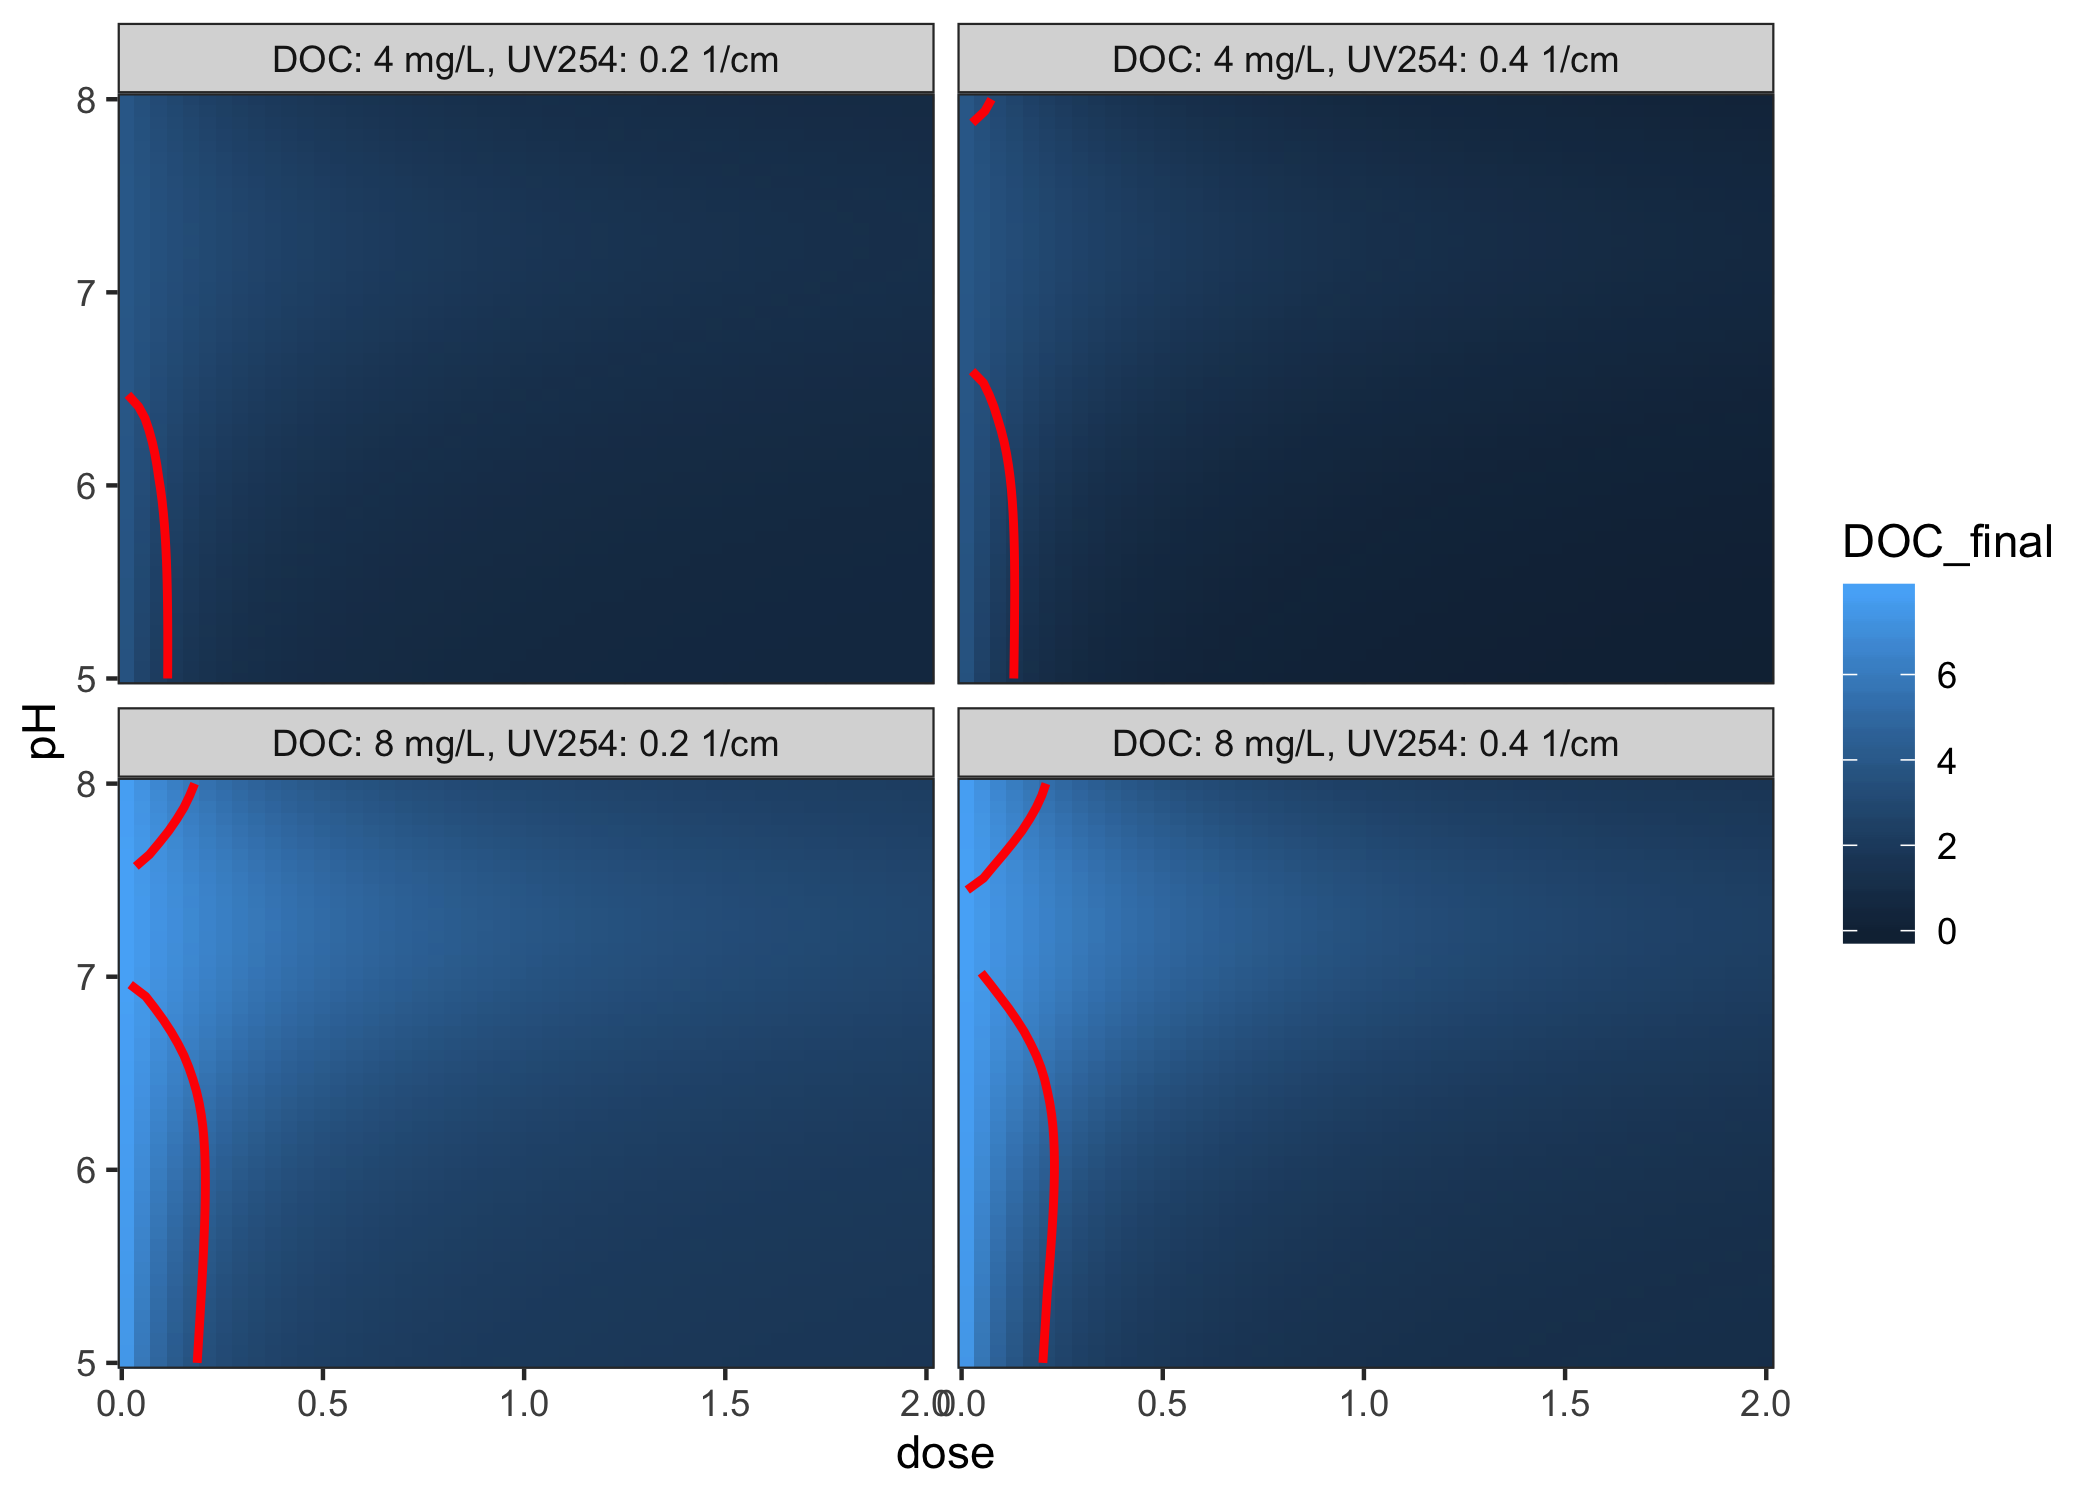 DOC: 4 mg/L, UV254: 0.2 1/cm
DOC: 4 mg/L, UV254: 0.4 1/cm
8
7
6
5
DOC: 8 mg/L, UV254: 0.2 1/cm
DOC: 8 mg/L, UV254: 0.4 1/cm
8
7
6
5
pH
0.0 0.5 1.0 1.5 2.0
0.0 0.5 1.0 1.5 2.0
dose
DOC_final
6
4
2
0